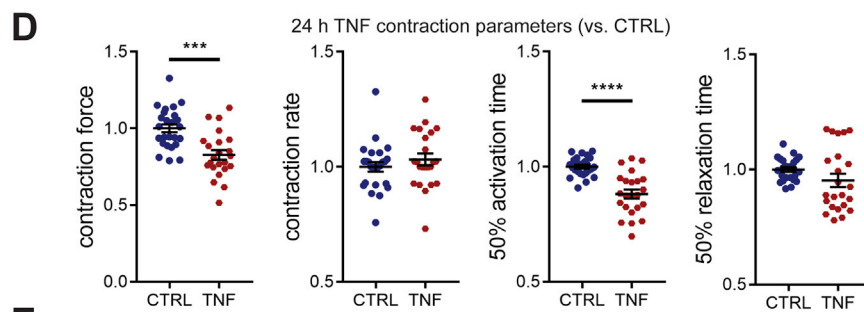 D
24 h TNF contraction parameters (vs. CTRL)
contraction force
1.5
1.0
0.5
0.0
***
CTRL TNF
contraction rate
1.5
1.0
0.5
CTRL TNF
50% activation time
1.5
1.0
0.5
****
CTRL TNF
50% relaxation time
1.5
1.0
0.5
CTRL TNF